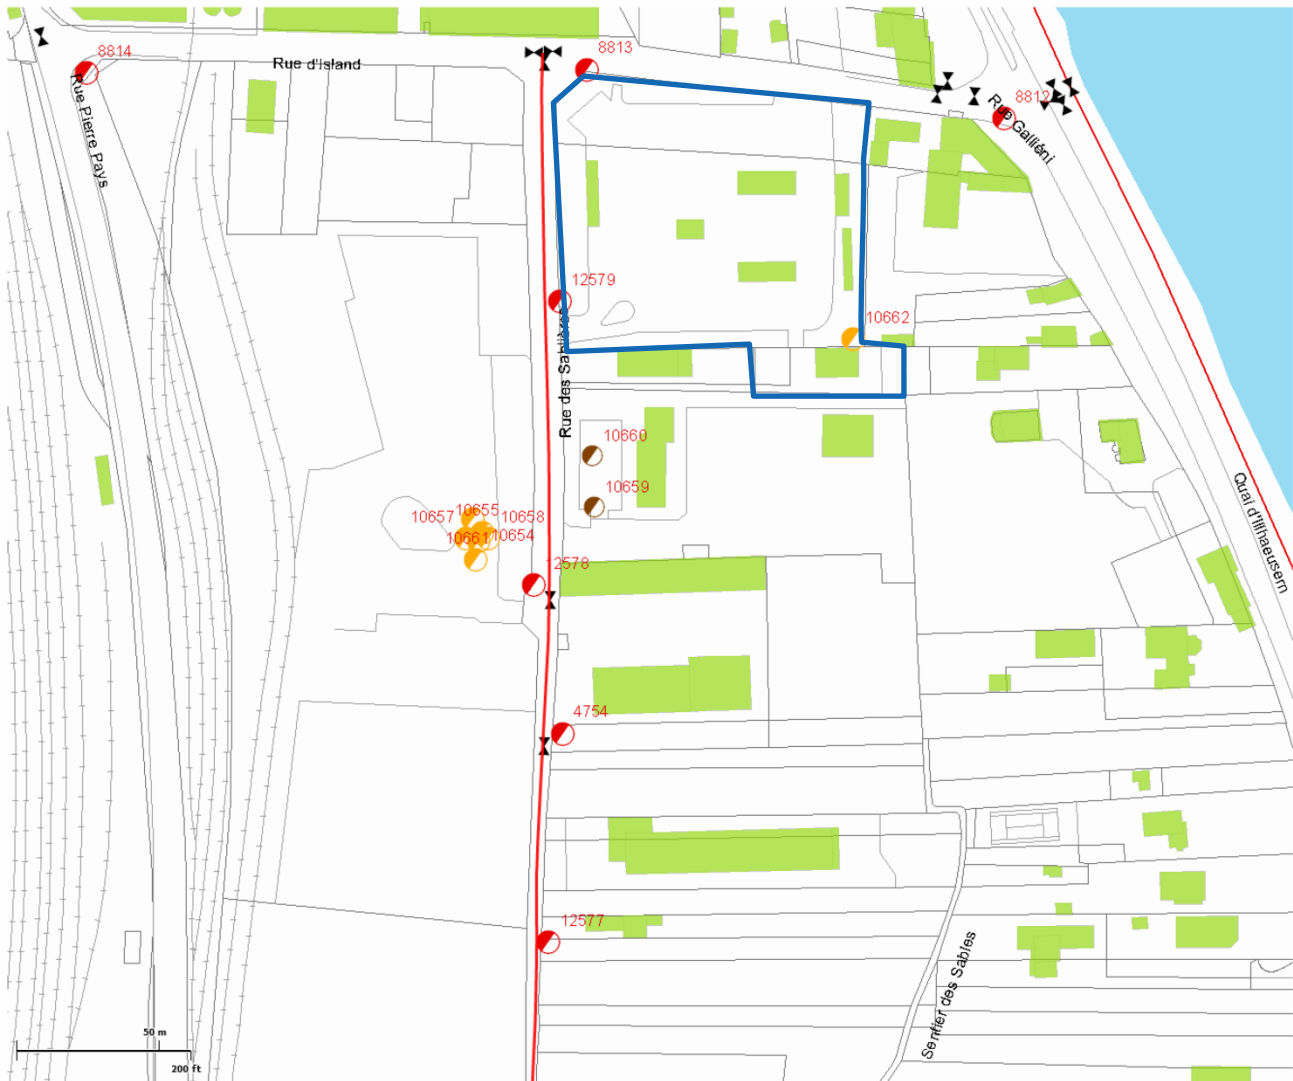 8814
Rue d'Island
8813
8812
Rue Galliéni
Rue Pierre Pays
12579
10662
Rue des Sablières
10660
10659
10655
10657
10658
10661
10654
12578
Quai d'Illhaeusern
4754
12577
Sentier des Sables
50 m
200 ft